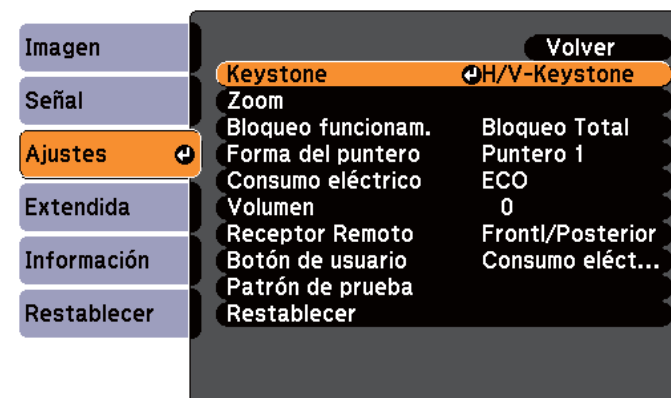 Imagen
Señal
Ajustes
Extendida
Información
Restablecer
Volver
Keystone H/V-Keystone
Zoom
Bloqueo funcionam. Bloqueo Total
Forma del puntero Puntero 1
Consumo eléctrico ECO
Volumen 0
Receptor Remoto Frontl/Posterior
Botón de usuario Consumo eléct...
Patrón de prueba
Restablecer